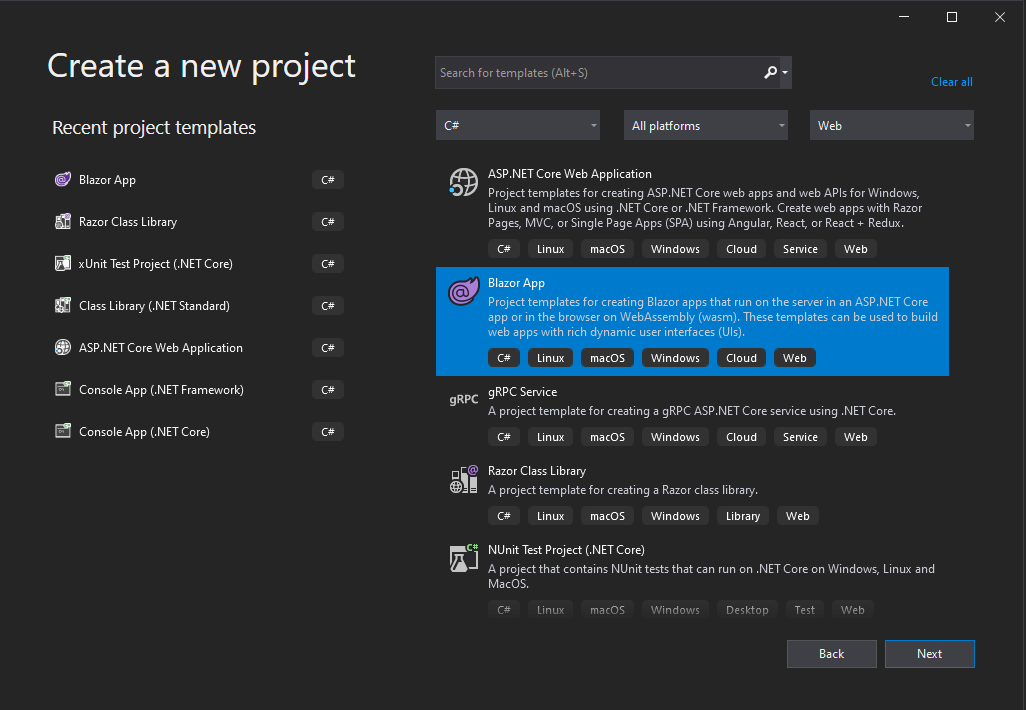 Create a new project
Search for templates (Alt+S)
Clear all
Recent project templates
C#
All platforms
Web
Blazor App C#
Razor Class Library C#
xUnit Test Project (.NET Core) C#
Class Library (.NET Standard) C#
ASP.NET Core Web Application C#
Console App (.NET Framework) C#
Console App (.NET Core) C#
ASP.NET Core Web Application
Project templates for creating ASP.NET Core web apps and web APIs for Windows,
Linux and macOS using .NET Core or .NET Framework. Create web apps with Razor
Pages, MVC, or Single Page Apps (SPA) using Angular, React, or React + Redux.
C# Linux macOS Windows Cloud Service Web
Blazor App
Project templates for creating Blazor apps that run on the server in an ASP.NET Core
app or in the browser on WebAssembly (wasm). These templates can be used to build
web apps with rich dynamic user interfaces (UIs).
C# Linux macOS Windows Cloud Web
gRPC
gRPC Service
A project template for creating a gRPC ASP.NET Core service using .NET Core.
C# Linux macOS Windows Cloud Service Web
Razor Class Library
A project template for creating a Razor class library.
C# Linux macOS Windows Library Web
C#
NUnit Test Project (.NET Core)
A project that contains NUnit tests that can run on .NET Core on Windows, Linux and
MacOS.
C# Linux macOS Windows Desktop Test Web
Back
Next